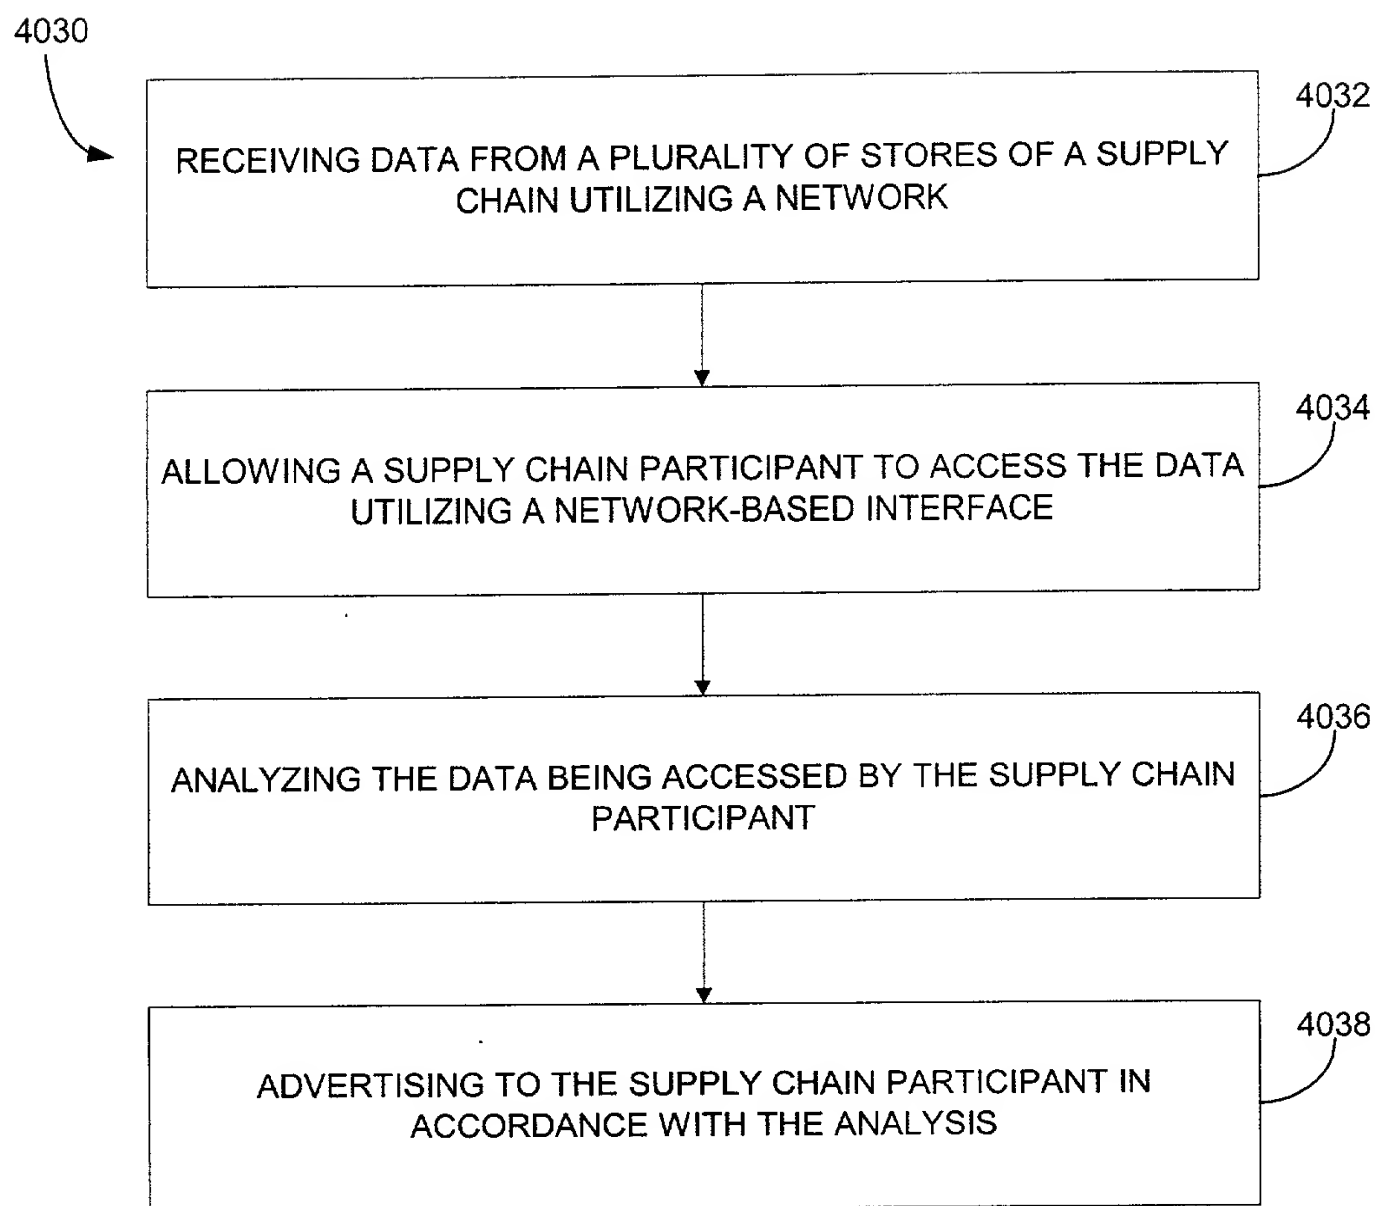 4030
4032
RECEIVING DATA FROM A PLURALITY OF STORES OF A SUPPLY
CHAIN UTILIZING A NETWORK
4034
ALLOWING A SUPPLY CHAIN PARTICIPANT TO ACCESS THE DATA
UTILIZING A NETWORK-BASED INTERFACE
4036
ANALYZING THE DATA BEING ACCESSED BY THE SUPPLY CHAIN
PARTICIPANT
4038
ADVERTISING TO THE SUPPLY CHAIN PARTICIPANT IN
ACCORDANCE WITH THE ANALYSIS